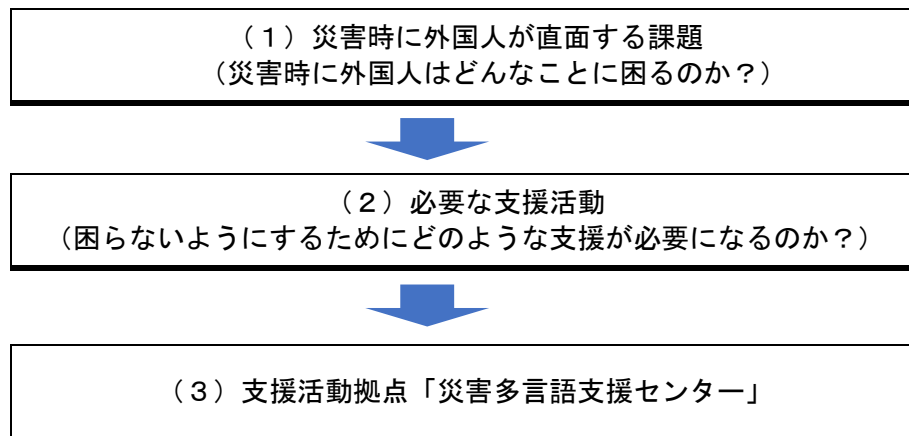 （１）災害時に外国人が直面する課題
（災害時に外国人はどんなことに困るのか？）
（２）必要な支援活動
（困らないようにするためにどのような支援が必要になるのか？）
（３）支援活動拠点「災害多言語支援センター」